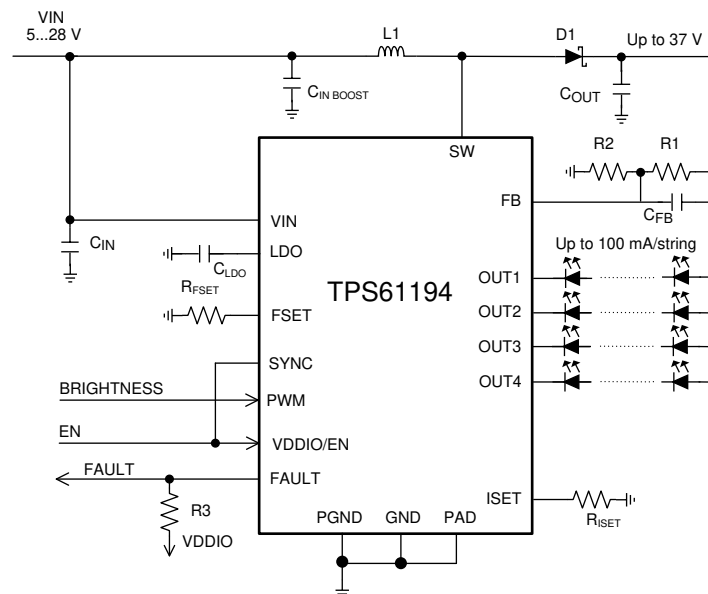 VIN
5...28 V
L1
D1
Up to 37 V
CIN BOOST
COUT
R2
R1
SW
FB
CFB
VIN
CIN
LDO
CLDO
Up to 100 mA/string
RFSET
TPS61194
OUT1
FSET
OUT2
OUT3
SYNC
OUT4
BRIGHTNESS
PWM
EN
VDDIO/EN
FAULT
FAULT
ISET
R3
RISET
PGND
GND
PAD
VDDIO